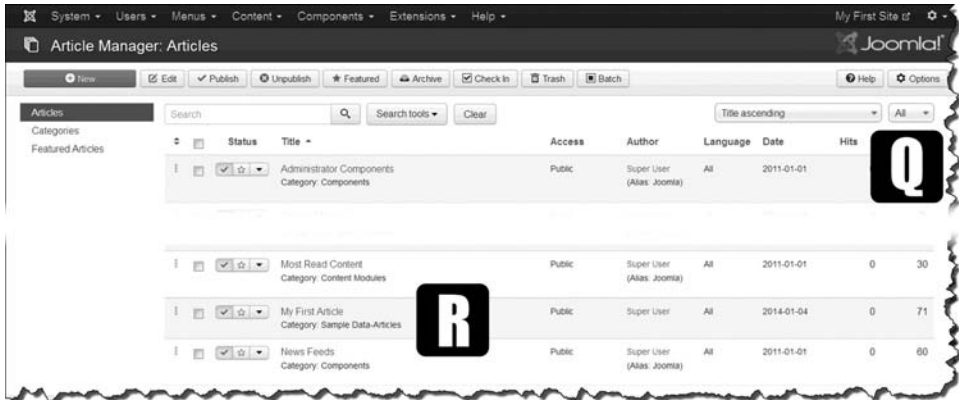 System Users Menus Content Components Extensions Help My First Site
Article Manager: Articles Joomla!
New Edit Publish Unpublish Featured Archive Check In Trash Batch Help Options
Articles Search Search tools Clear Title ascending All
Categories
Featured Articles
Status Title Access Author Language Date Hits
Q
Administrator Components Public Super User All 2011-01-01
Category: Components (Alias: Joomla)
Most Read Content Public Super User All 2011-01-01 0 30
Category: Content Modules (Alias: Joomla)
R
My First Article Public Super User All 2014-01-04 0 71
Category: Sample Data-Articles
News Feeds Public Super User All 2011-01-01 0 60
Category: Components (Alias: Joomla)